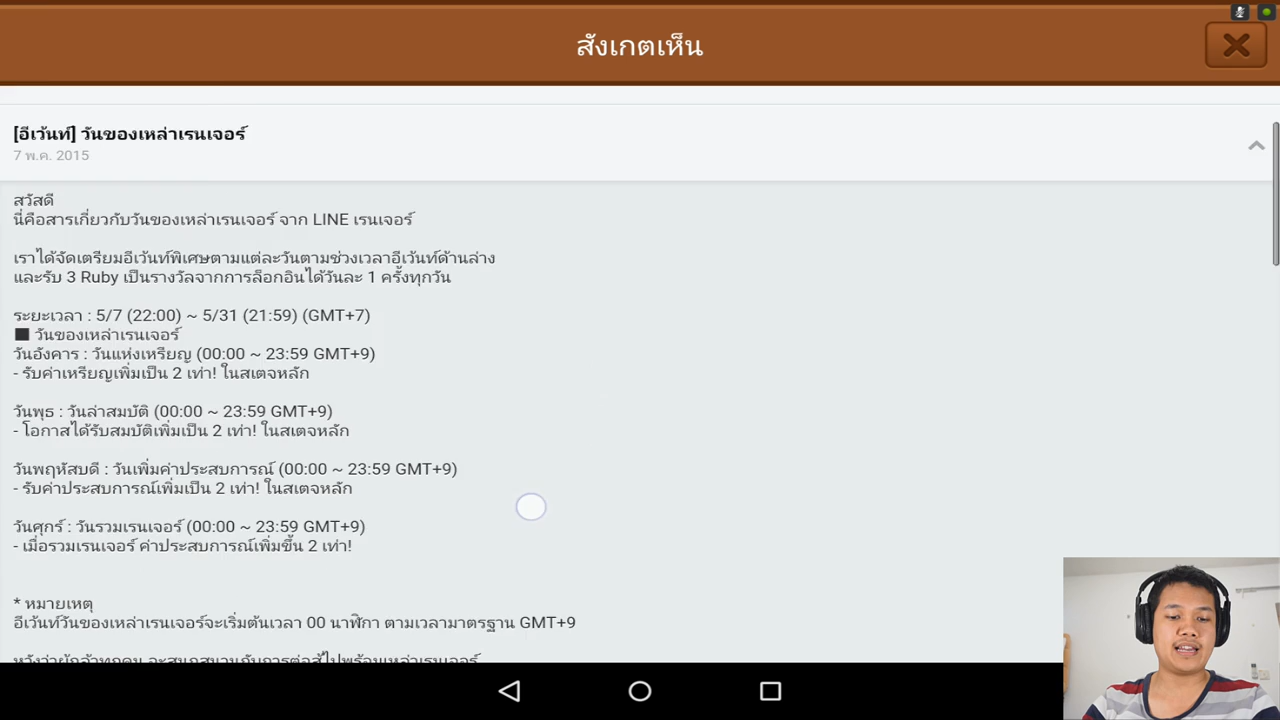 สังเกตเห็น
[อีเว้นท์] วันของเหล่าเรนเจอร์
7 พ.ค. 2015
สวัสดี
นี่คือสารเกี่ยวกับวันของเหล่าเรนเจอร์ จาก LINE เรนเจอร์
เราได้จัดเตรียมอีเว้นท์พิเศษตามแต่ละวันตามช่วงเวลาอีเว้นท์ด้านล่าง
และรับ 3 Ruby เป็นรางวัลจากการล็อกอินได้วันละ 1 ครั้งทุกวัน
ระยะเวลา : 5/7 (22:00) ~ 5/31 (21:59) (GMT+7)
■ วันของเหล่าเรนเจอร์
วันอังคาร : วันแห่งเหรียญ (00:00 ~ 23:59 GMT+9)
- รับค่าเหรียญเพิ่มเป็น 2 เท่า! ในสเตจหลัก
วันพุธ : วันล่าสมบัติ (00:00 ~ 23:59 GMT+9)
- โอกาสได้รับสมบัติเพิ่มเป็น 2 เท่า! ในสเตจหลัก
วันพฤหัสบดี : วันเพิ่มค่าประสบการณ์ (00:00 ~ 23:59 GMT+9)
- รับค่าประสบการณ์เพิ่มเป็น 2 เท่า! ในสเตจหลัก
วันศุกร์ : วันรวมเรนเจอร์ (00:00 ~ 23:59 GMT+9)
- เมื่อรวมเรนเจอร์ ค่าประสบการณ์เพิ่มขึ้น 2 เท่า!
* หมายเหตุ
อีเว้นท์วันของเหล่าเรนเจอร์จะเริ่มต้นเวลา 00 นาฬิกา ตามเวลามาตรฐาน GMT+9